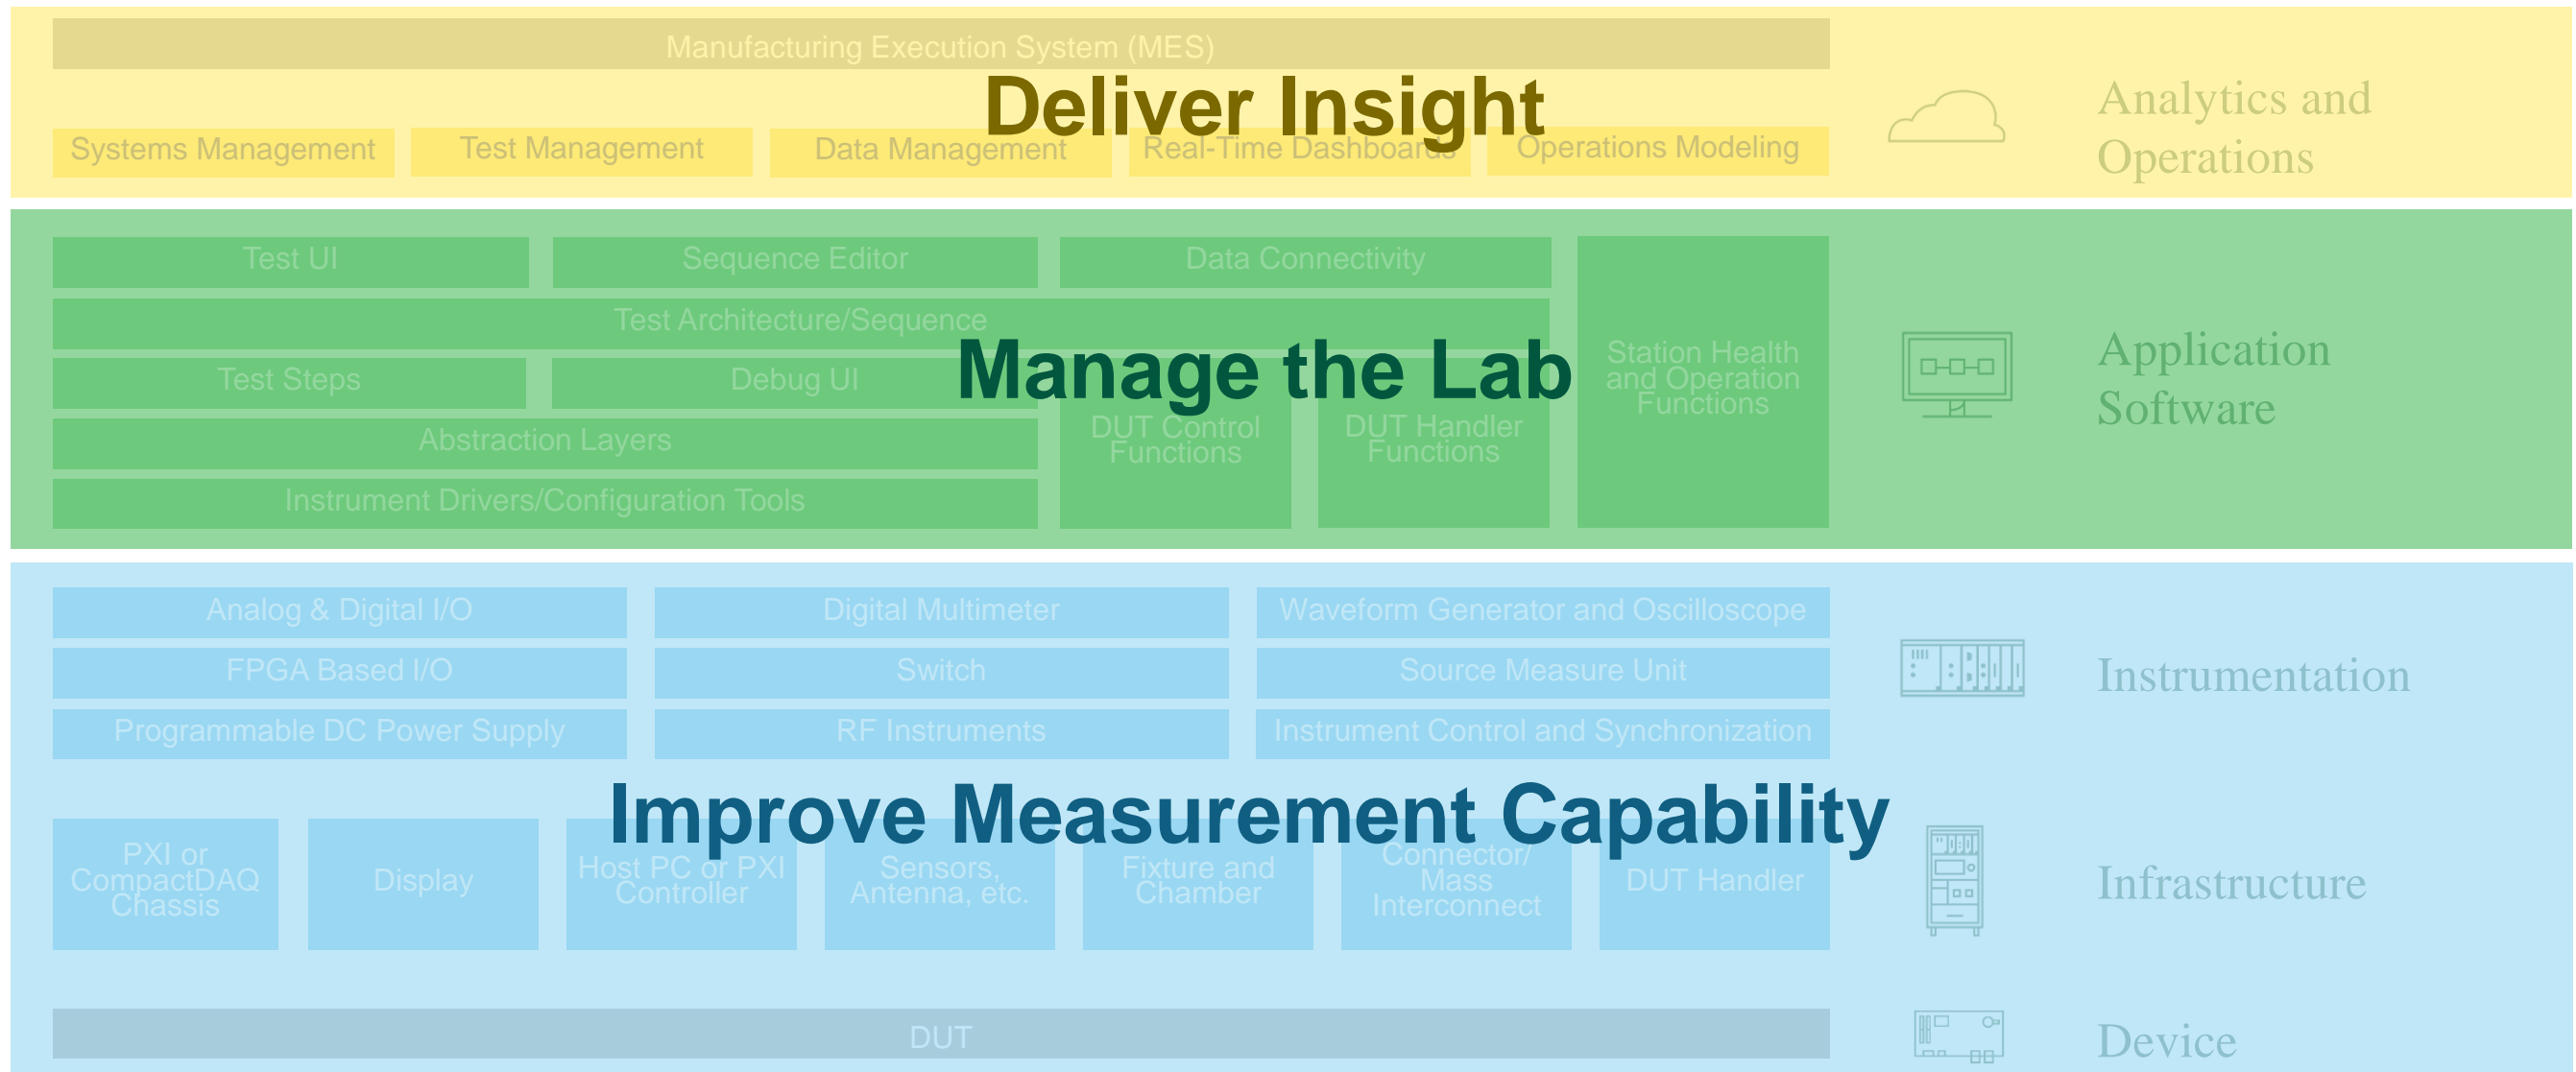 Manufacturing Execution System (MES)
Deliver Insight
Systems Management
Test Management
Data Management
Real-Time Dashboards
Operations Modeling
Analytics and
Operations
Test UI
Sequence Editor
Data Connectivity
Test Architecture/Sequence
Manage the Lab
Test Steps
Debug UI
Abstraction Layers
Instrument Drivers/Configuration Tools
DUT Control
Functions
DUT Handler
Functions
Station Health
and Operation
Functions
Application
Software
Analog & Digital I/O
Digital Multimeter
Waveform Generator and Oscilloscope
FPGA Based I/O
Switch
Source Measure Unit
Programmable DC Power Supply
RF Instruments
Instrument Control and Synchronization
Instrumentation
Improve Measurement Capability
PXI or
CompactDAQ
Chassis
Display
Host PC or PXI
Controller
Sensors,
Antenna, etc.
Fixture and
Chamber
Connector/
Mass
Interconnect
DUT Handler
Infrastructure
DUT
Device